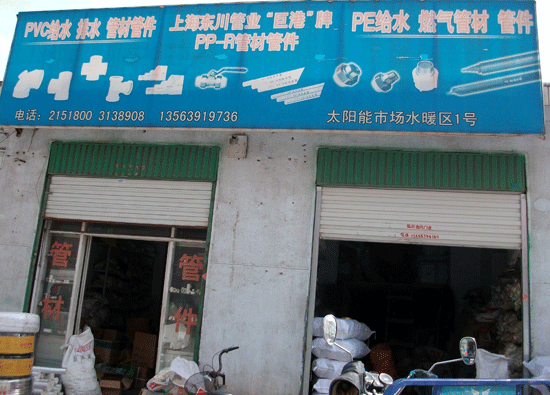 PVC给水 排水 管材管件
上海东川管业 "巨港" 牌
PP-R管材管件
PE给水 燃气管材 管件
电话: 2151800 3138908 13563919736
太阳能市场水暖区1号
管材
管件